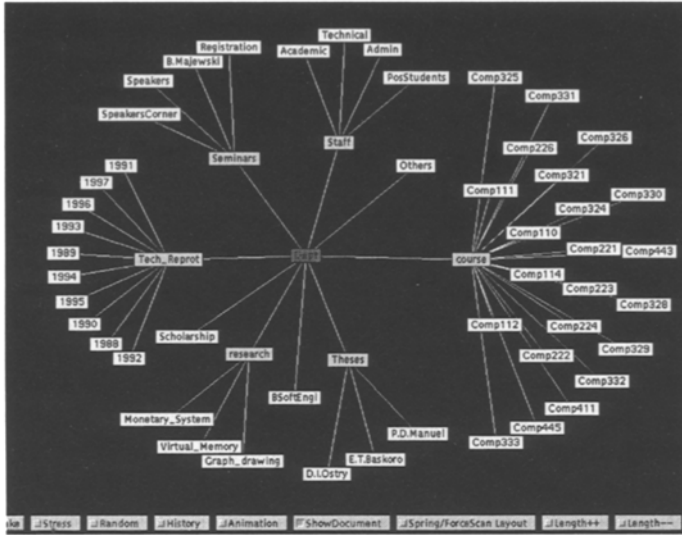 Technical
Registration
Academic
Admin
B.Majewski
Speakers
PosStudents
Comp325
Comp331
SpeakersCorner
Staff
Comp326
Seminars
Comp226
1991
Others
Comp321
1997
Comp111
Comp330
1996
Comp324
1993
Comp110
1989
Tech_Reprot
Dept
course
Comp221
Comp443
1994
Comp114
Comp223
1995
Comp328
1990
Comp112
Comp224
1988
Scholarship
1992
research
Theses
Comp222
Comp329
Comp332
BSoftEngl
Comp411
Monetary_System
Comp445
P.D.Manuel
Comp333
Virtual_Memory
Graph_drawing
E.T.Baskoro
D.I.Ostry
Stress Random History Animation ShowDocument Spring/ForceScan Layout Length++ Length--